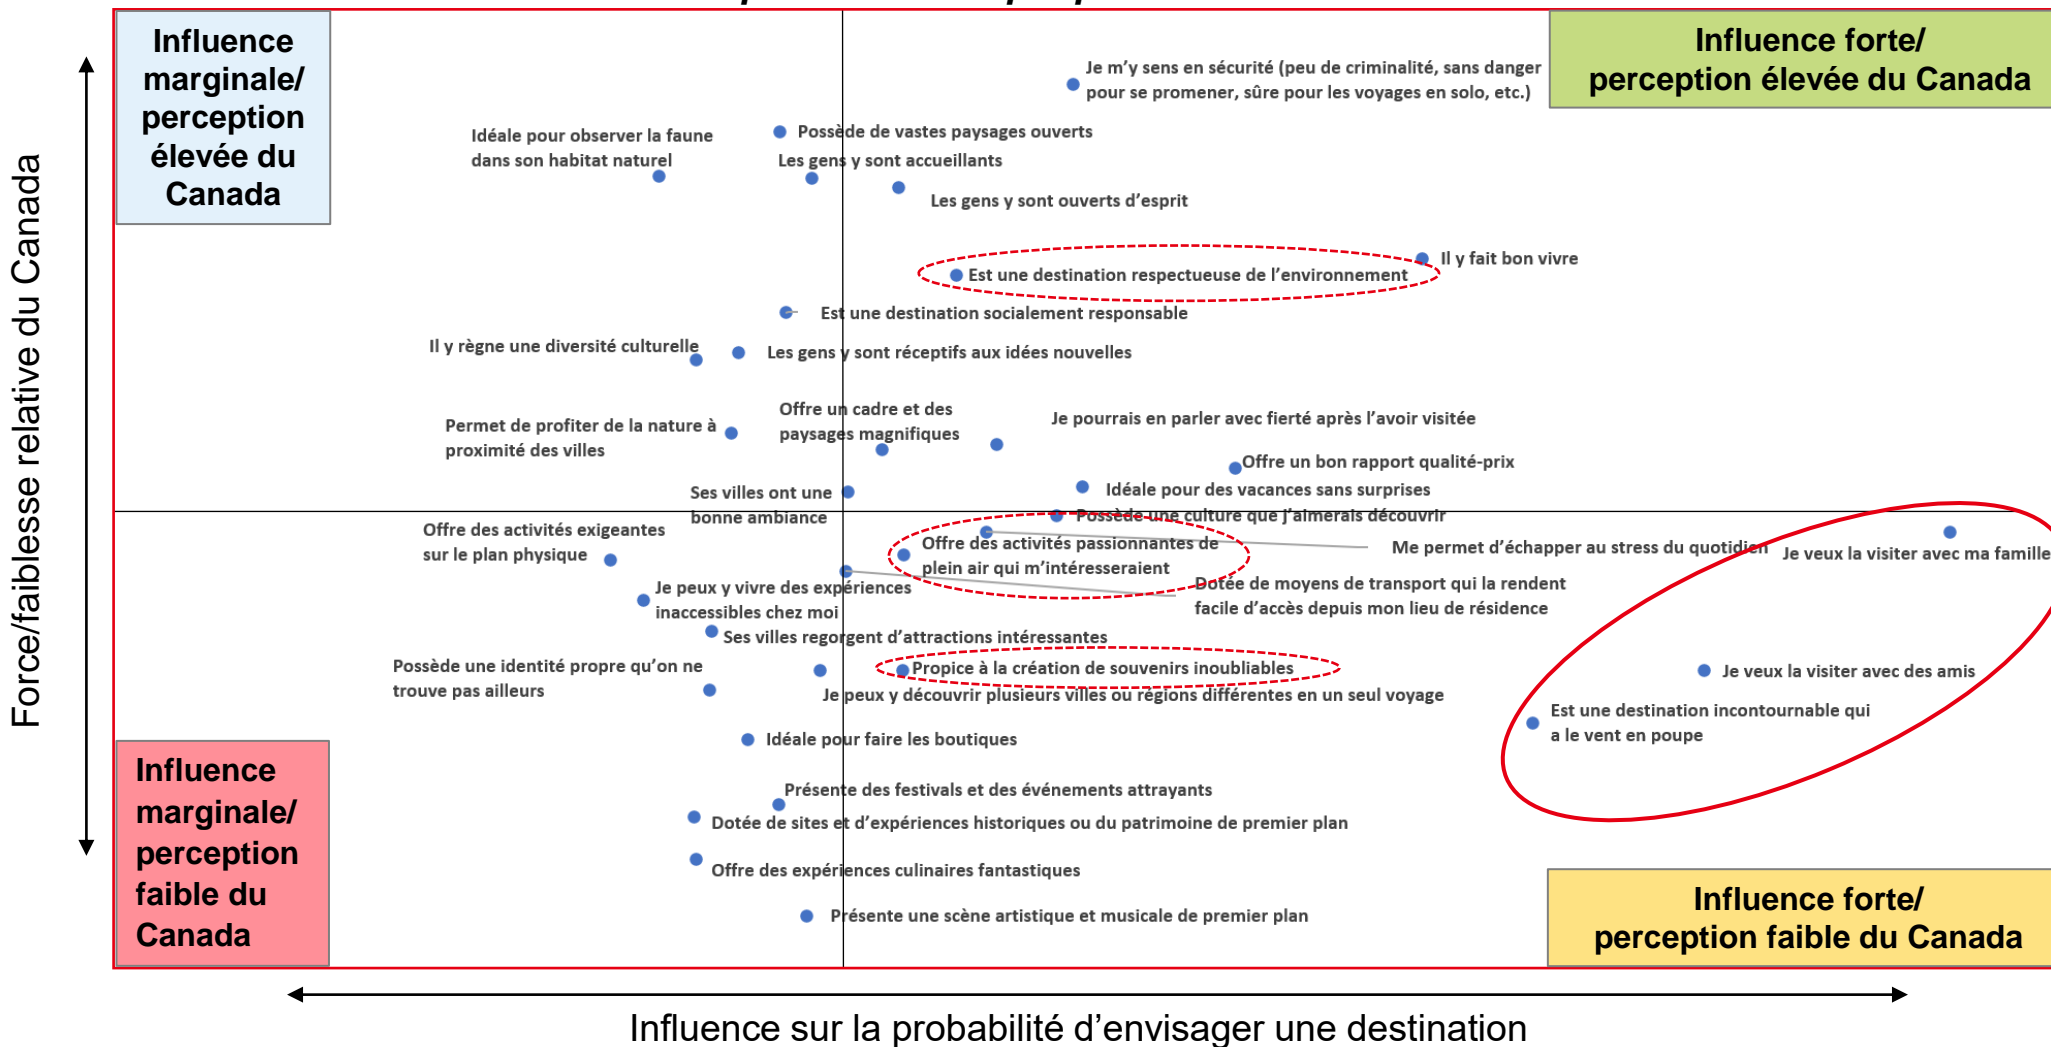 Influence
marginale/
perception
élevée du
Canada
Influence forte/
perception élevée du Canada
Je m’y sens en sécurité (peu de criminalité, sans danger
pour se promener, sûre pour les voyages en solo, etc.)
Possède de vastes paysages ouverts
Idéale pour observer la faune
dans son habitat naturel
Les gens y sont accueillants
Les gens y sont ouverts d’esprit
Il y fait bon vivre
Est une destination respectueuse de l’environnement
Est une destination socialement responsable
Il y règne une diversité culturelle
Les gens y sont réceptifs aux idées nouvelles
Offre un cadre et des
paysages magnifiques
Je pourrais en parler avec fierté après l’avoir visitée
Permet de profiter de la nature à
proximité des villes
Offre un bon rapport qualité-prix
Idéale pour des vacances sans surprises
Ses villes ont une
bonne ambiance
Possède une culture que j’aimerais découvrir
Offre des activités exigeantes
sur le plan physique
Offre des activités passionnantes de
plein air qui m’intéresseraient
Me permet d’échapper au stress du quotidien
Je veux la visiter avec ma famille
Je peux y vivre des expériences
inaccessibles chez moi
Dotée de moyens de transport qui la rendent
facile d’accès depuis mon lieu de résidence
Ses villes regorgent d’attractions intéressantes
Possède une identité propre qu’on ne
trouve pas ailleurs
Propice à la création de souvenirs inoubliables
Je veux la visiter avec des amis
Je peux y découvrir plusieurs villes ou régions différentes en un seul voyage
Est une destination incontournable qui
a le vent en poupe
Idéale pour faire les boutiques
Présente des festivals et des événements attrayants
Dotée de sites et d’expériences historiques ou du patrimoine de premier plan
Offre des expériences culinaires fantastiques
Présente une scène artistique et musicale de premier plan
Influence
marginale/
perception
faible du
Canada
Influence forte/
perception faible du Canada
Force/faiblesse relative du Canada
Influence sur la probabilité d’envisager une destination